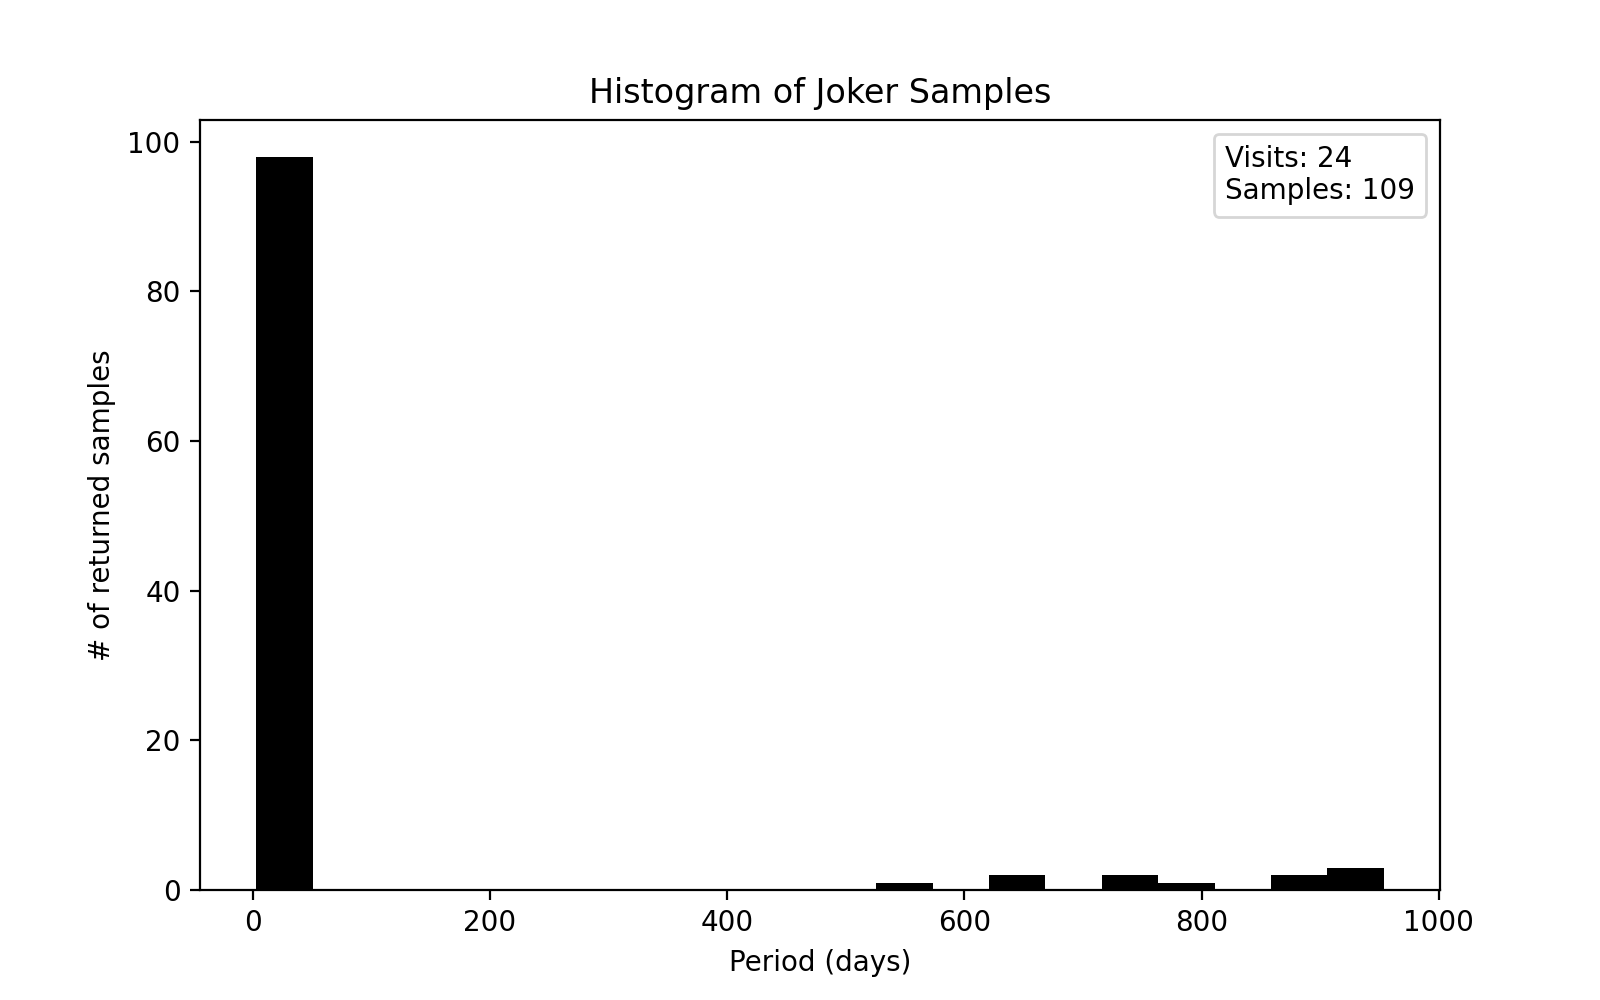 Histogram of Joker Samples
Visits: 24
Samples: 109
# of returned samples
100
80
60
40
20
0
0 200 400 600 800 1000
Period (days)